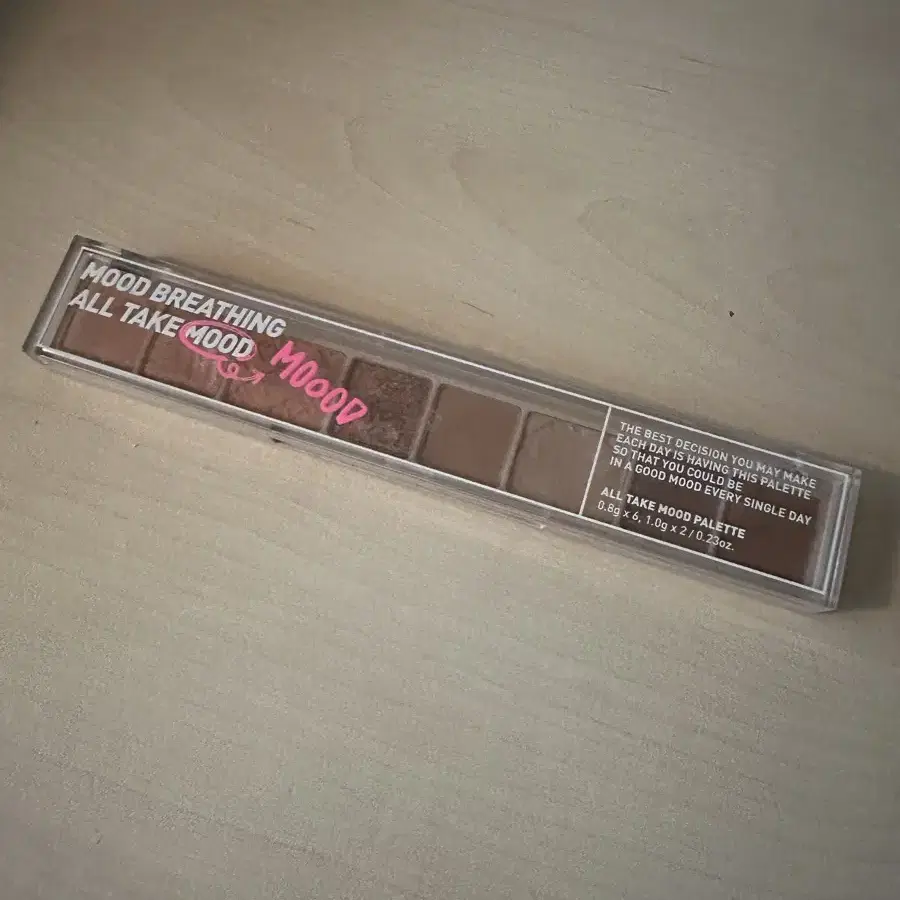 MOOD BREATHING
ALL TAKE MOOD
MOOOD
THE BEST DECISION YOU MAY MAKE
EACH DAY IS HAVING THIS PALETTE
SO THAT YOU COULD BE
IN A GOOD MOOD EVERY SINGLE DAY
ALL TAKE MOOD PALETTE
0.8g x 6, 1.0g x 2 / 0.23oz.